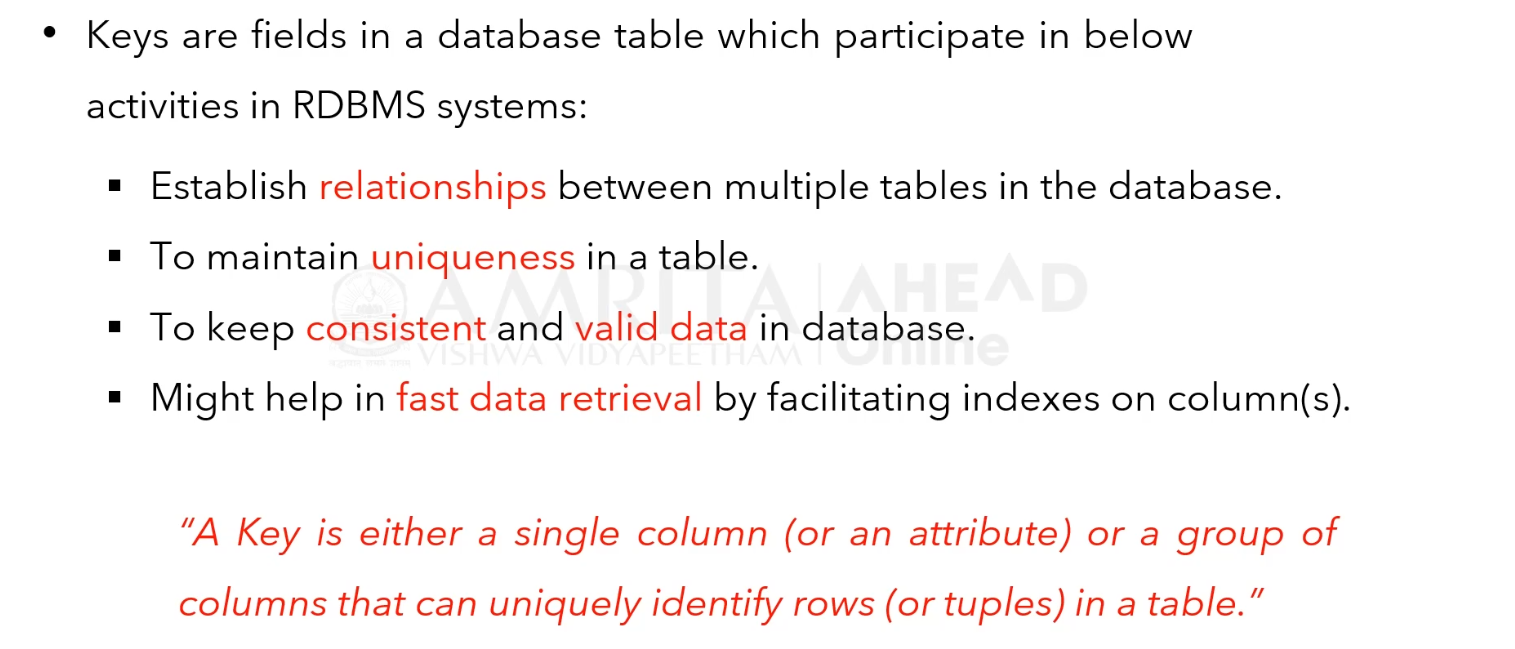 • Keys are fields in a database table which participate in below
activities in RDBMS systems:
▪ Establish relationships between multiple tables in the database.
▪ To maintain uniqueness in a table.
▪ To keep consistent and valid data in database.
▪ Might help in fast data retrieval by facilitating indexes on column(s).
AMRITA
VISHWA VIDYAPEETHAM
AHEAD
Online
“A Key is either a single column (or an attribute) or a group of
columns that can uniquely identify rows (or tuples) in a table.”